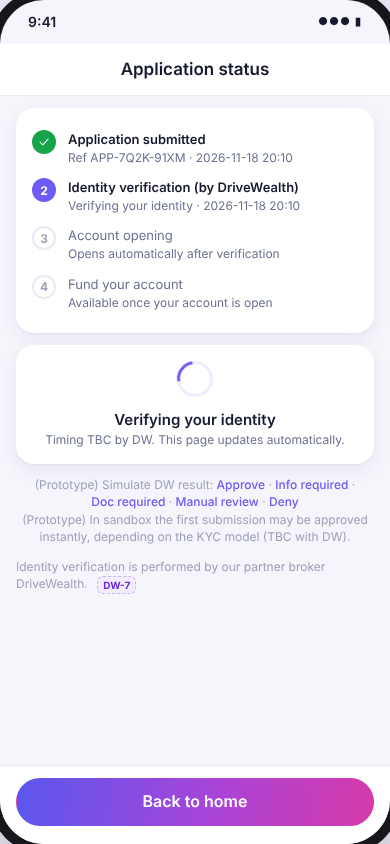 9:41
Application status
Application submitted
Ref APP-7Q2K-91XM · 2026-11-18 20:10
2
Identity verification (by DriveWealth)
Verifying your identity · 2026-11-18 20:10
3
Account opening
Opens automatically after verification
4
Fund your account
Available once your account is open
Verifying your identity
Timing TBC by DW. This page updates automatically.
(Prototype) Simulate DW result: Approve · Info required ·
Doc required · Manual review · Deny
(Prototype) In sandbox the first submission may be approved
instantly, depending on the KYC model (TBC with DW).
Identity verification is performed by our partner broker
DriveWealth. DW-7
Back to home